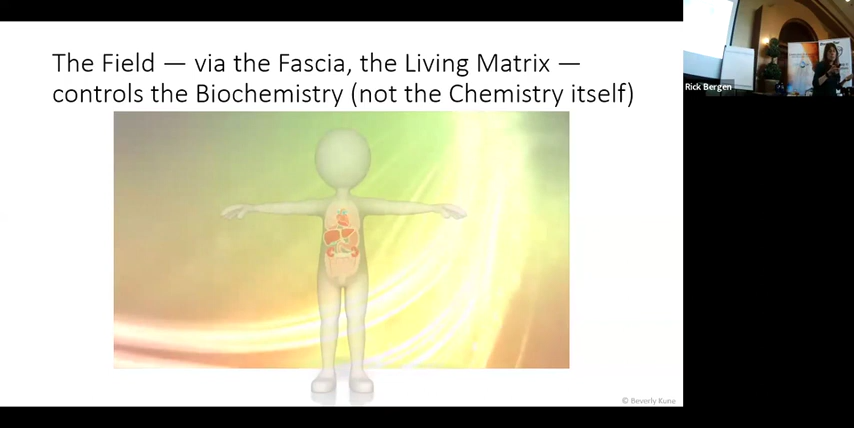 The Field — via the Fascia, the Living Matrix —
controls the Biochemistry (not the Chemistry itself)
Rick Bergen
© Beverly Kune